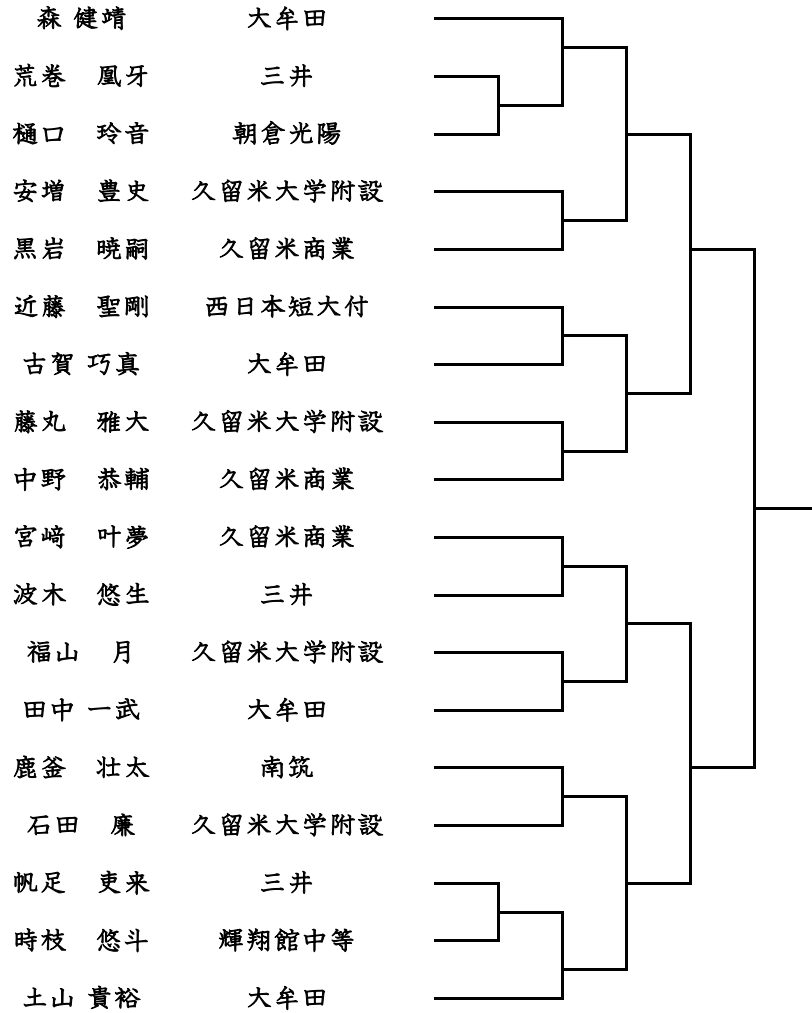 森 健靖 大牟田
荒巻 凰牙 三井
樋口 玲音 朝倉光陽
安増 豊史 久留米大学附設
黒岩 暁嗣 久留米商業
近藤 聖剛 西日本短大付
古賀 巧真 大牟田
藤丸 雅大 久留米大学附設
中野 恭輔 久留米商業
宮﨑 叶夢 久留米商業
波木 悠生 三井
福山 月 久留米大学附設
田中 一武 大牟田
鹿釜 壮太 南筑
石田 廉 久留米大学附設
帆足 吏来 三井
時枝 悠斗 輝翔館中等
土山 貴裕 大牟田